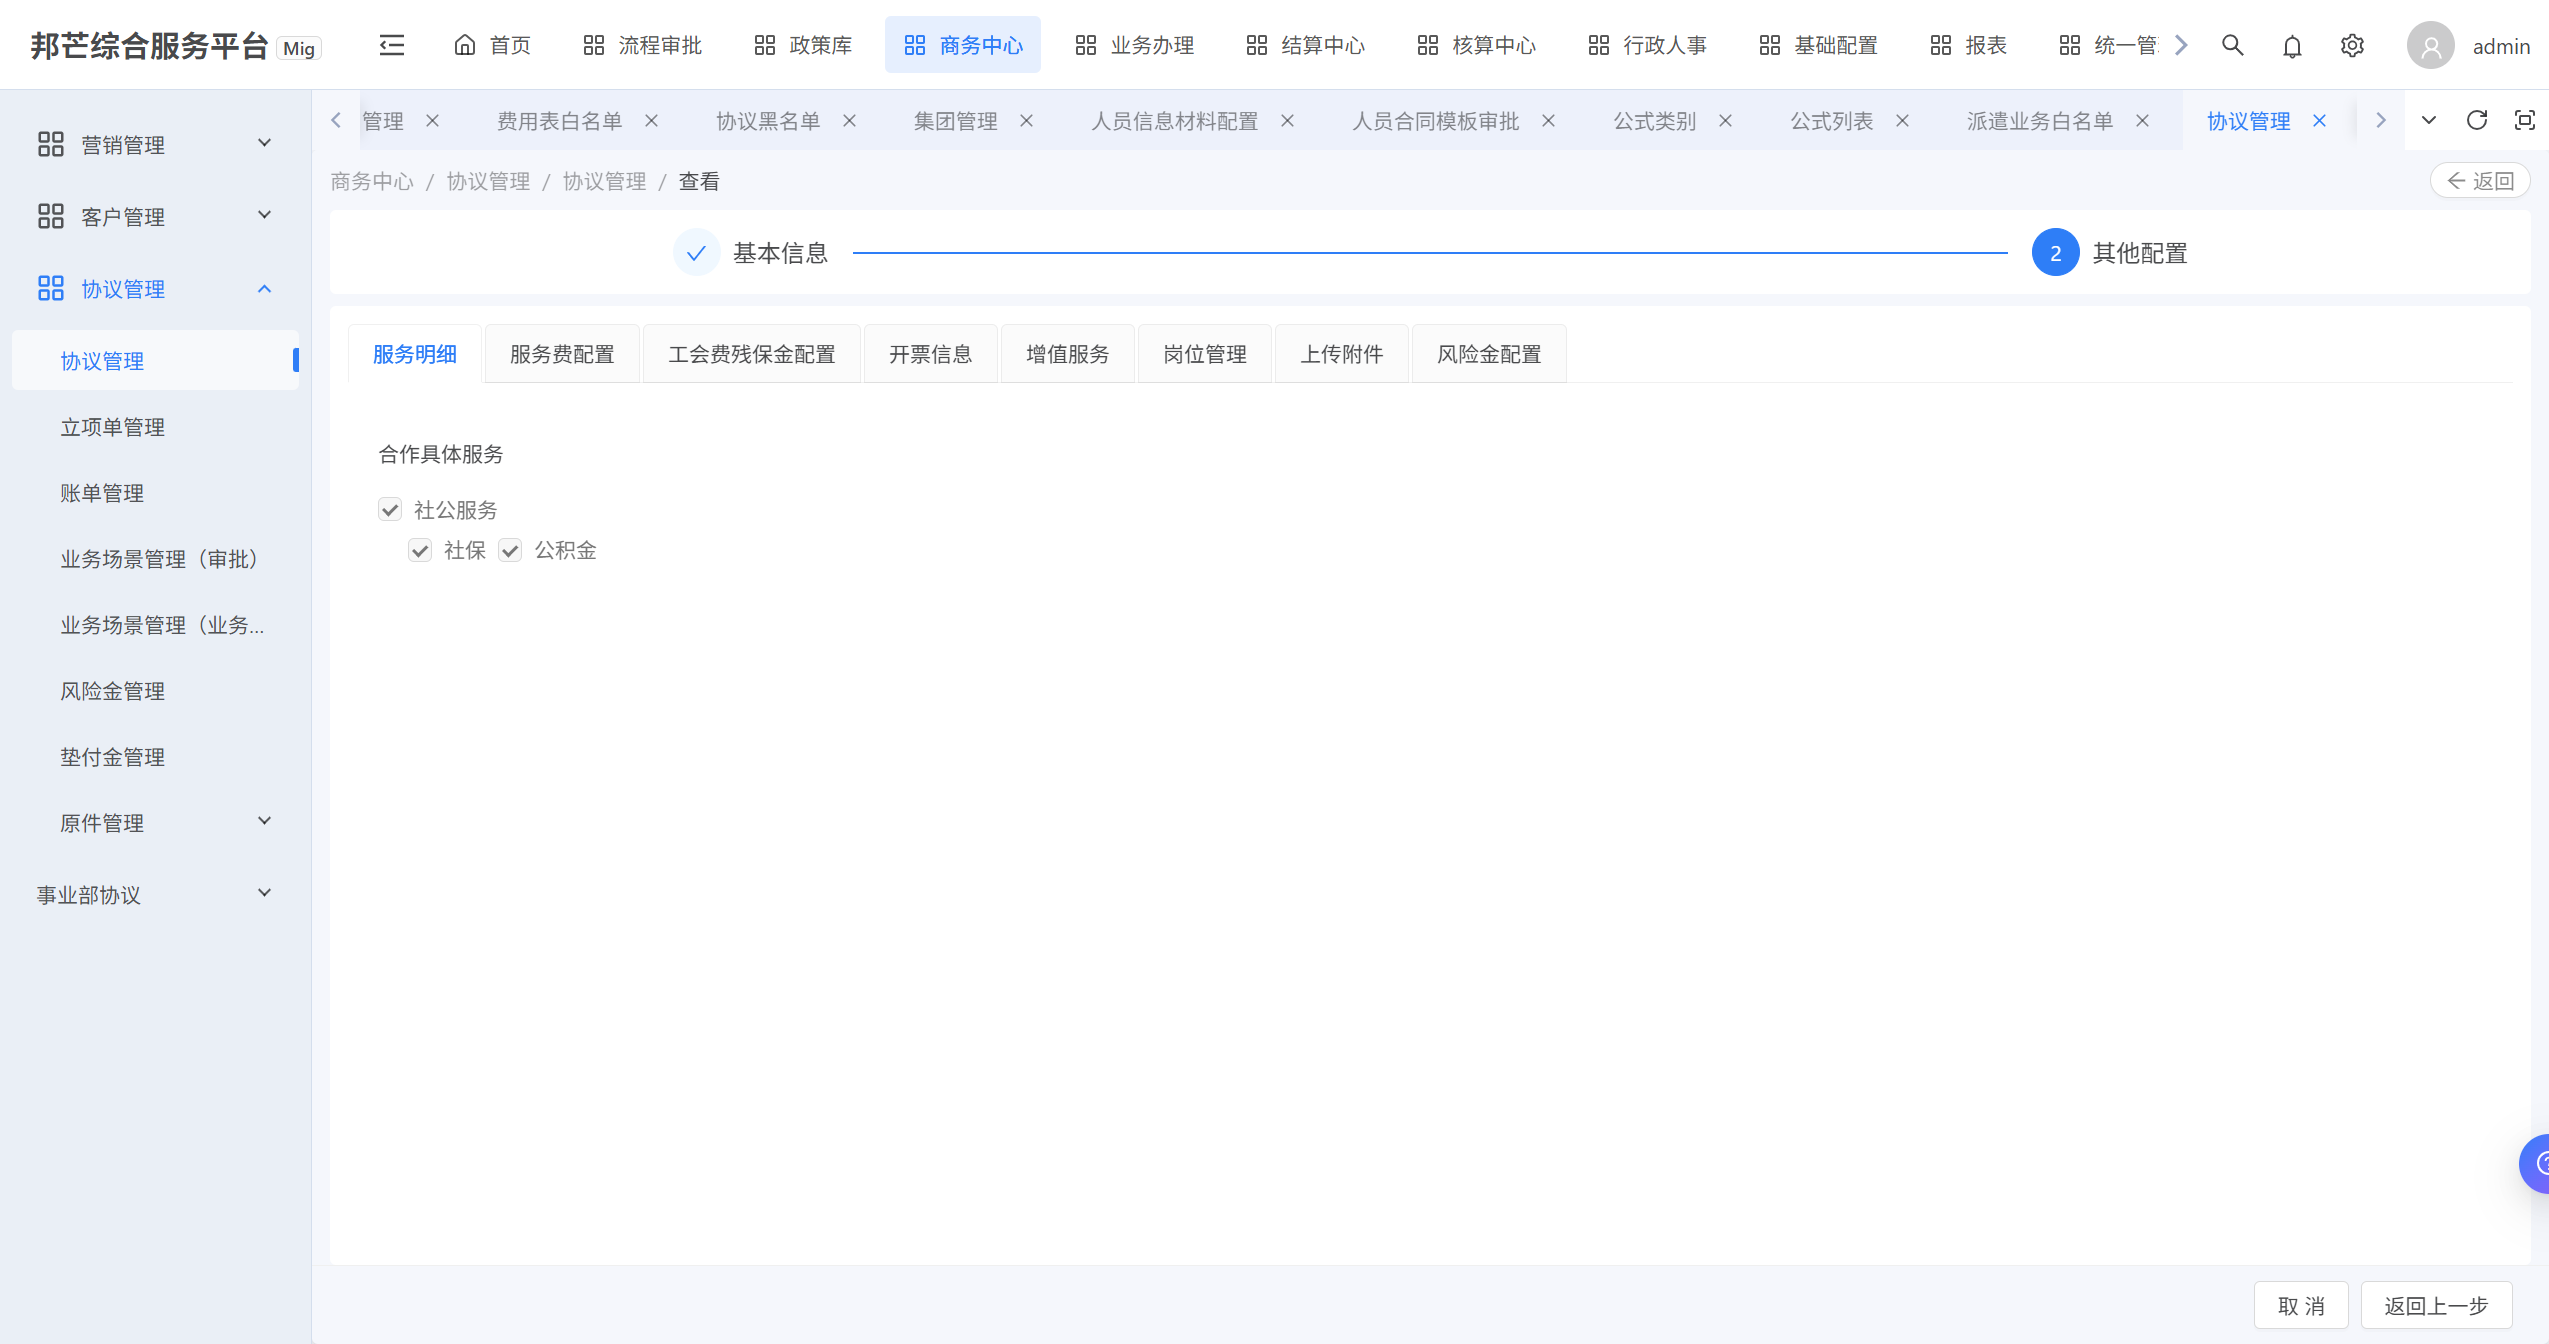 邦芒综合服务平台 Mig 首页 流程审批 政策库 商务中心 业务办理 结算中心 核算中心 行政人事 基础配置 报表 统一管 admin
管理 费用表白名单 协议黑名单 集团管理 人员信息材料配置 人员合同模板审批 公式类别 公式列表 派遣业务白名单 协议管理
商务中心 / 协议管理 / 协议管理 / 查看 返回
营销管理
客户管理
协议管理
协议管理
立项单管理
账单管理
业务场景管理（审批）
业务场景管理（业务...
风险金管理
垫付金管理
原件管理
事业部协议
基本信息 2 其他配置
服务明细 服务费配置 工会费残保金配置 开票信息 增值服务 岗位管理 上传附件 风险金配置
合作具体服务
社公服务
社保 公积金
取 消 返回上一步